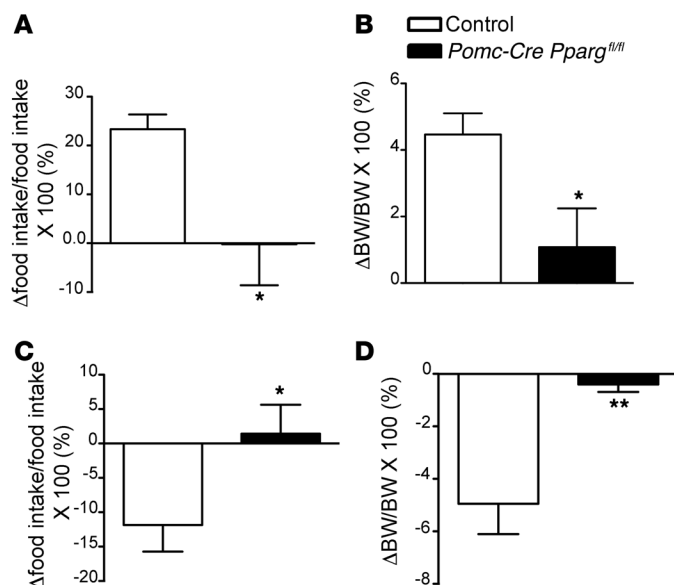 A
Δfood intake/food intake
X 100 (%)
30
20
10
0.0
-10
*
B
Control
Pomc-Cre Pparg fl/fl
ΔBW/BW X 100 (%)
6
4
2
0
*
C
Δfood intake/food intake
X 100 (%)
10
5
0
-5
-10
-15
-20
*
D
ΔBW/BW X 100 (%)
0
-2
-4
-6
-8
**